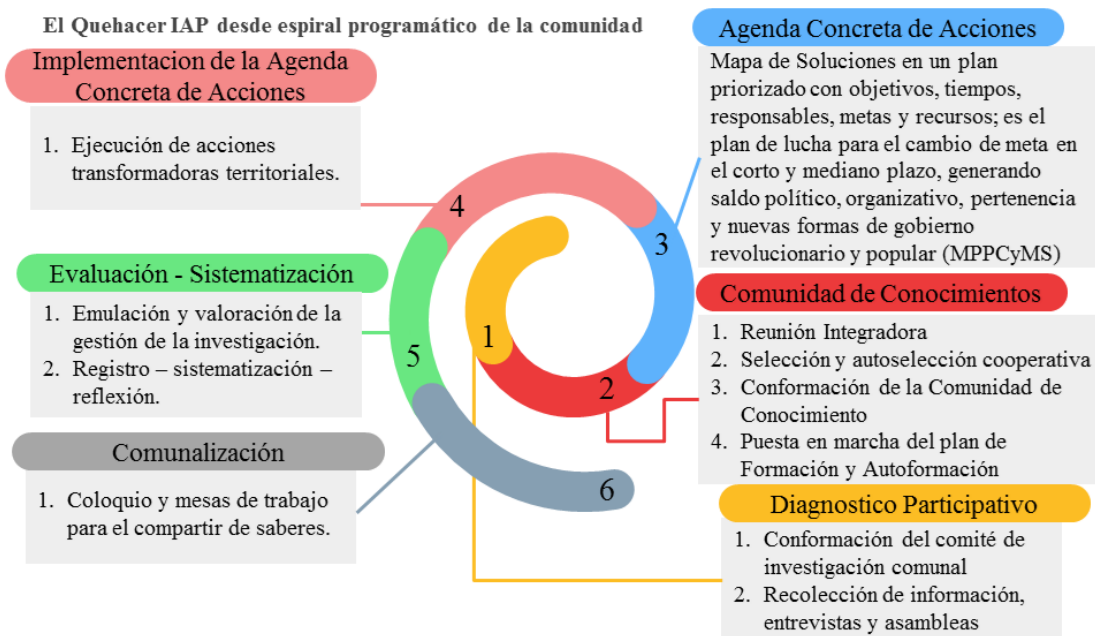 El Quehacer IAP desde espiral programático de la comunidad
Implementacion de la Agenda
Concreta de Acciones
1. Ejecución de acciones
transformadoras territoriales.
Evaluación - Sistematización
1. Emulación y valoración de la
gestión de la investigación.
2. Registro – sistematización –
reflexión.
Comunalización
1. Coloquio y mesas de trabajo
para el compartir de saberes.
4
3
1
5
2
6
Agenda Concreta de Acciones
Mapa de Soluciones en un plan
priorizado con objetivos, tiempos,
responsables, metas y recursos; es el
plan de lucha para el cambio de meta en
el corto y mediano plazo, generando
saldo político, organizativo, pertenencia
y nuevas formas de gobierno
revolucionario y popular (MPPCyMS)
Comunidad de Conocimientos
1. Reunión Integradora
2. Selección y autoselección cooperativa
3. Conformación de la Comunidad de
Conocimiento
4. Puesta en marcha del plan de
Formación y Autoformación
Diagnostico Participativo
1. Conformación del comité de
investigación comunal
2. Recolección de información,
entrevistas y asambleas